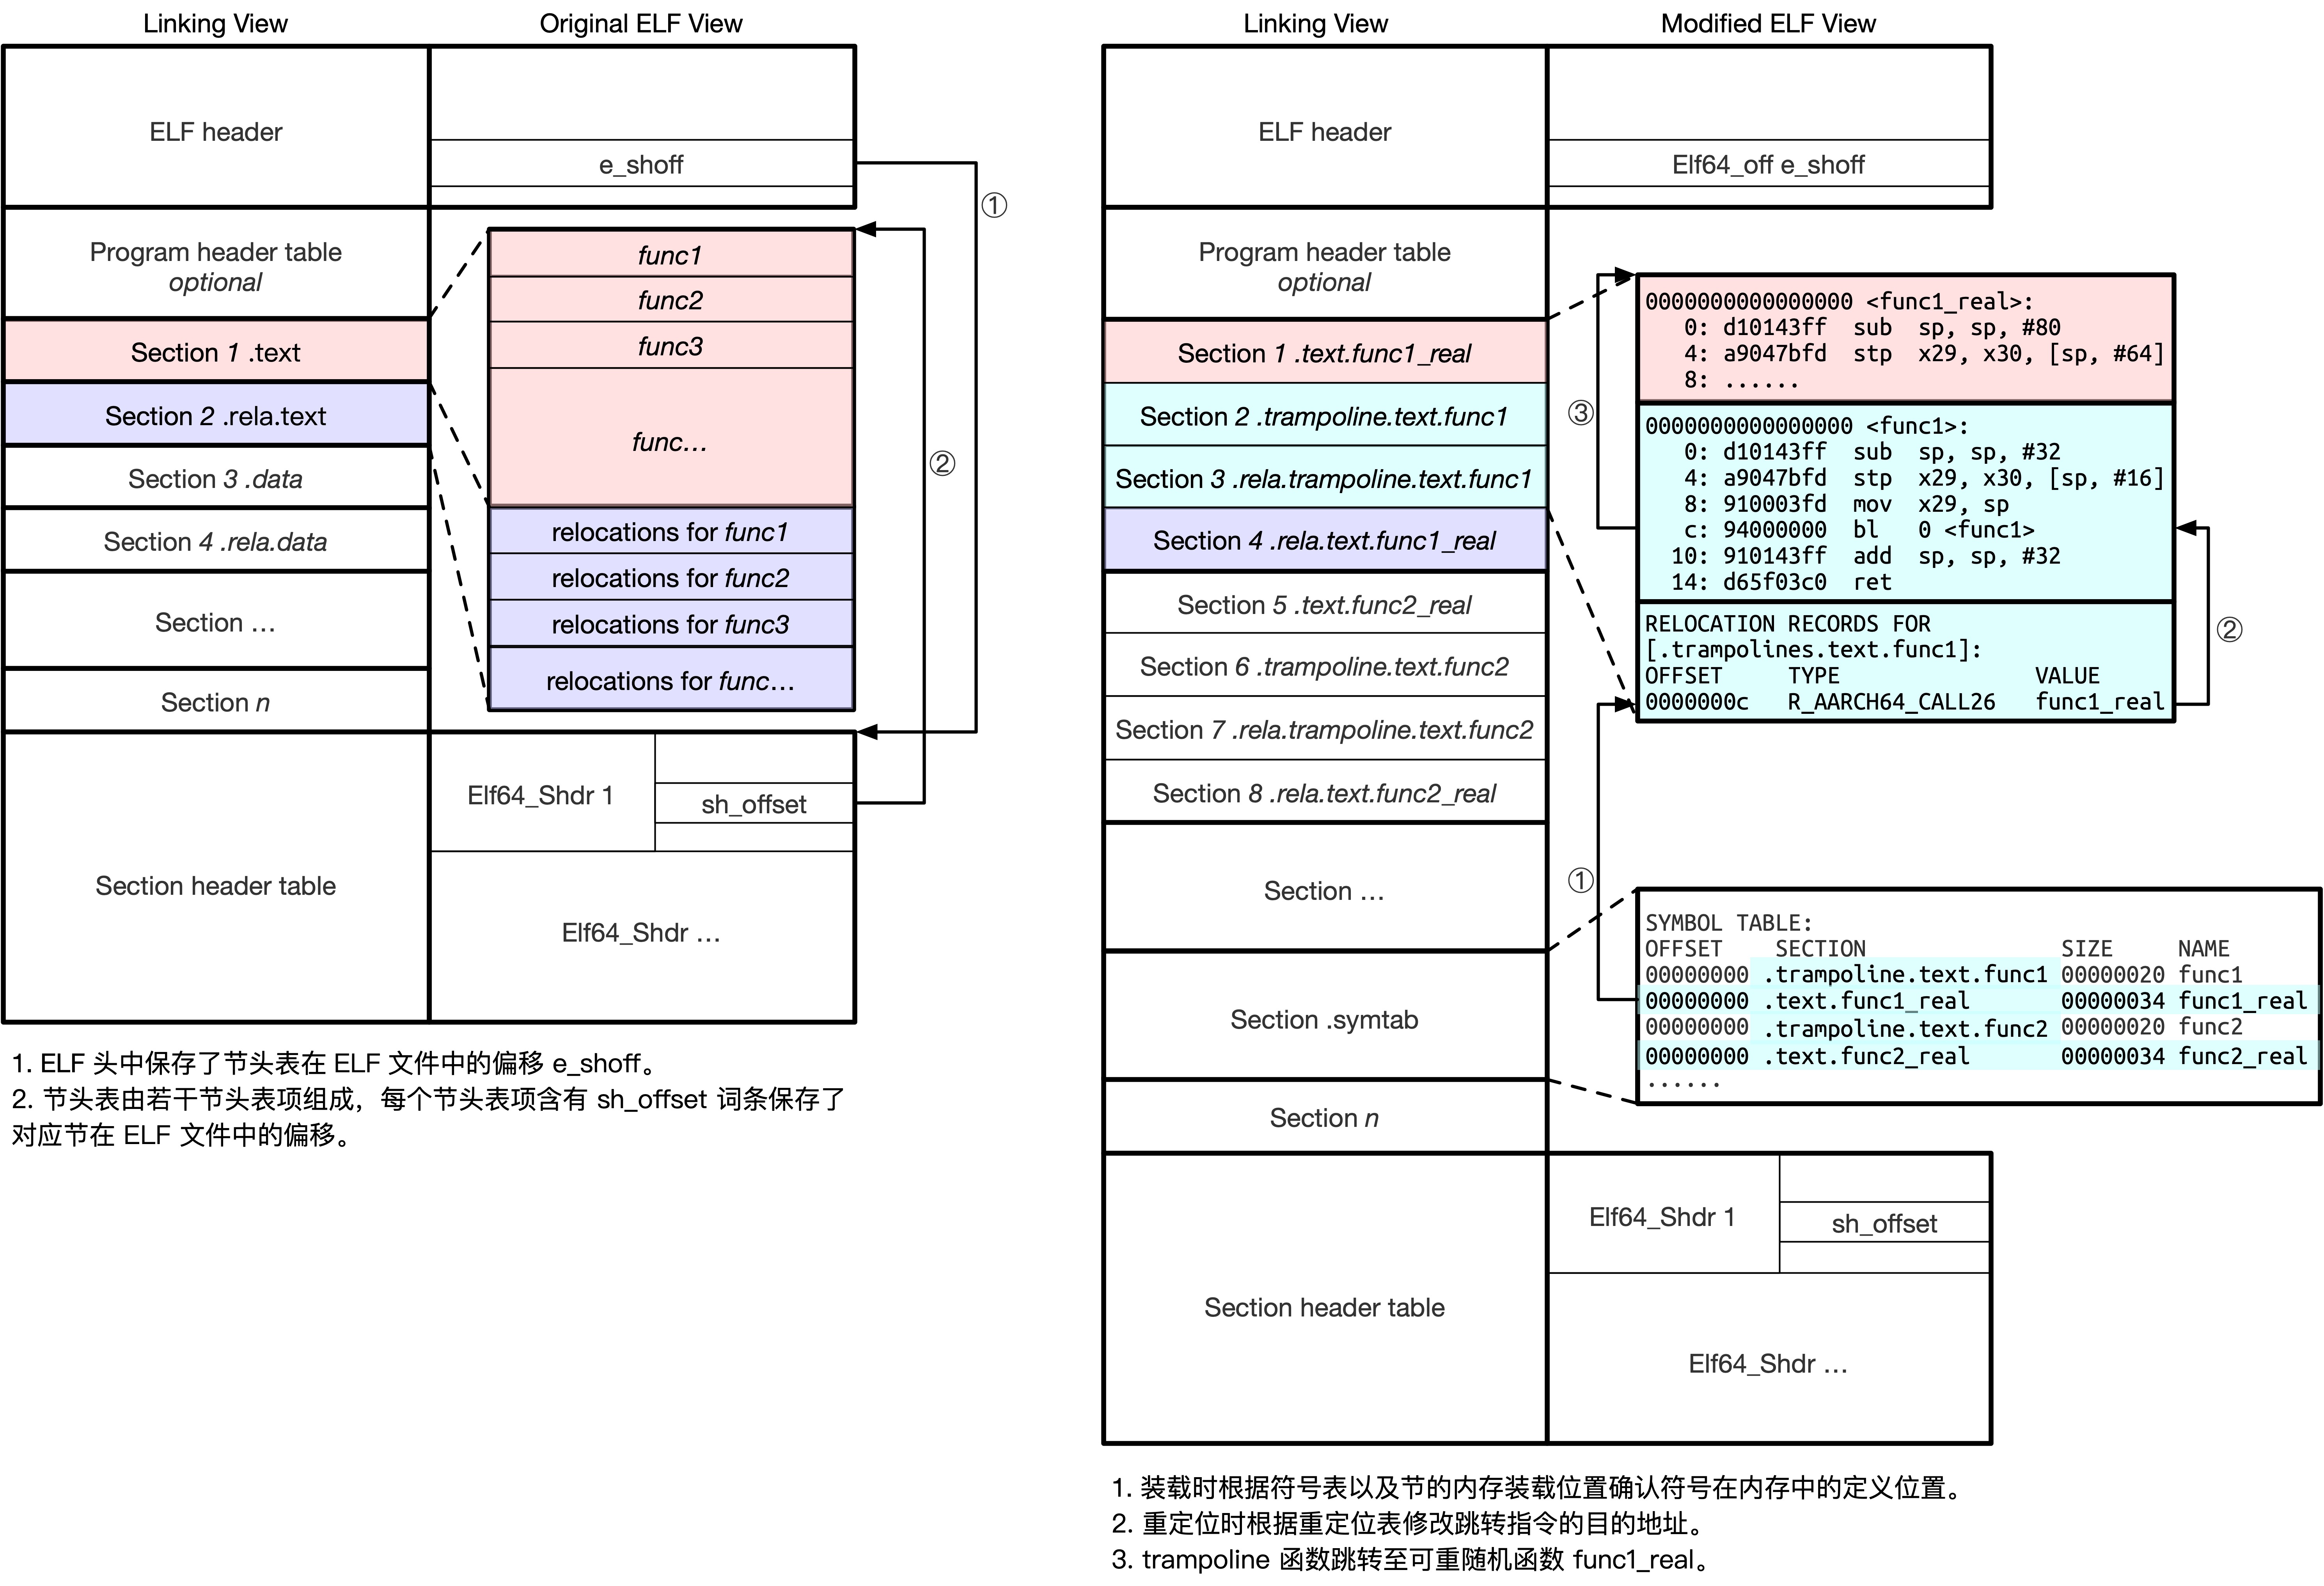 Linking View
Original ELF View
ELF header
e_shoff
①
Program header table
optional
func1
func2
func3
func…
②
Section 1 .text
Section 2 .rela.text
Section 3 .data
Section 4 .rela.data
Section …
Section n
relocations for func1
relocations for func2
relocations for func3
relocations for func…
Section header table
Elf64_Shdr 1
sh_offset
Elf64_Shdr …
1. ELF 头中保存了节头表在 ELF 文件中的偏移 e_shoff。
2. 节头表由若干节头表项组成，每个节头表项含有 sh_offset 词条保存了
对应节在 ELF 文件中的偏移。
Linking View
Modified ELF View
ELF header
Elf64_off e_shoff
Program header table
optional
Section 1 .text.func1_real
Section 2 .trampoline.text.func1
Section 3 .rela.trampoline.text.func1
Section 4 .rela.text.func1_real
Section 5 .text.func2_real
Section 6 .trampoline.text.func2
Section 7 .rela.trampoline.text.func2
Section 8 .rela.text.func2_real
Section …
Section .symtab
Section n
③
0000000000000000 <func1_real>:
0: d10143ff sub sp, sp, #80
4: a9047bfd stp x29, x30, [sp, #64]
8: ......
0000000000000000 <func1>:
0: d10143ff sub sp, sp, #32
4: a9047bfd stp x29, x30, [sp, #16]
8: 910003fd mov x29, sp
c: 94000000 bl 0 <func1>
10: 910143ff add sp, sp, #32
14: d65f03c0 ret
②
RELOCATION RECORDS FOR
[.trampolines.text.func1]:
OFFSET TYPE VALUE
0000000c R_AARCH64_CALL26 func1_real
①
SYMBOL TABLE:
OFFSET SECTION SIZE NAME
00000000 .trampoline.text.func1 00000020 func1
00000000 .text.func1_real 00000034 func1_real
00000000 .trampoline.text.func2 00000020 func2
00000000 .text.func2_real 00000034 func2_real
......
Section header table
Elf64_Shdr 1
sh_offset
Elf64_Shdr …
1. 装载时根据符号表以及节的内存装载位置确认符号在内存中的定义位置。
2. 重定位时根据重定位表修改跳转指令的目的地址。
3. trampoline 函数跳转至可重随机函数 func1_real。